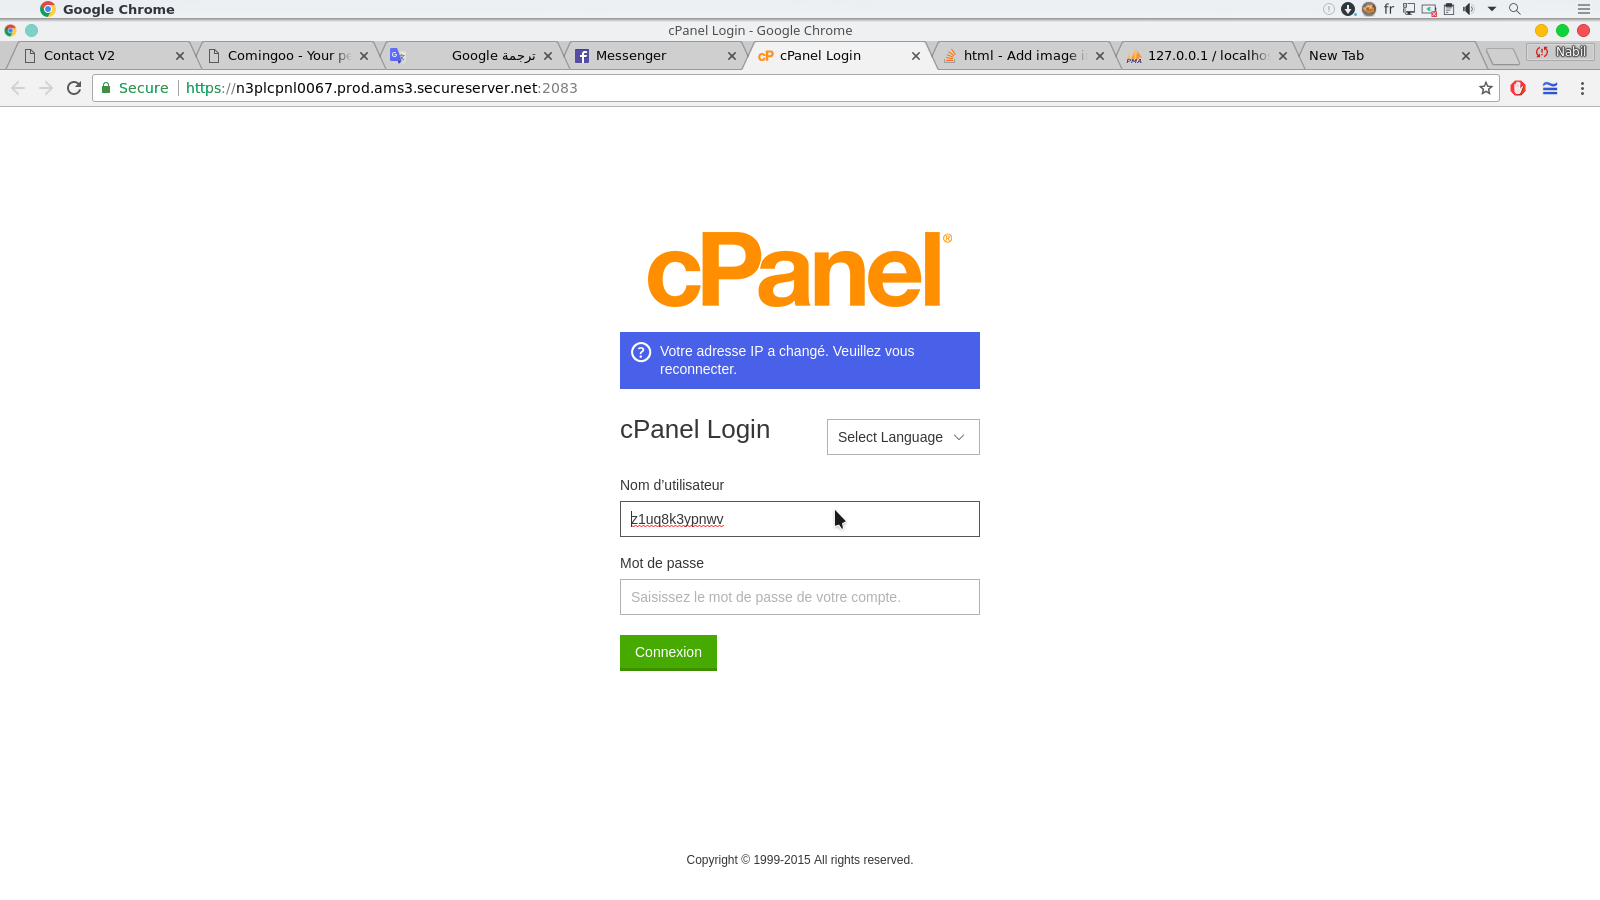 Google Chrome
fr
cPanel Login - Google Chrome
Contact V2
Comingoo - Your pe
ترجمة Google
Messenger
cPanel Login
html - Add image i
127.0.0.1 / localhos
New Tab
Nabil
Secure
https://n3plcpnl0067.prod.ams3.secureserver.net:2083
cPanel®
Votre adresse IP a changé. Veuillez vous
reconnecter.
cPanel Login
Select Language
Nom d’utilisateur
z1uq8k3ypnwv
Mot de passe
Saisissez le mot de passe de votre compte.
Connexion
Copyright © 1999-2015 All rights reserved.